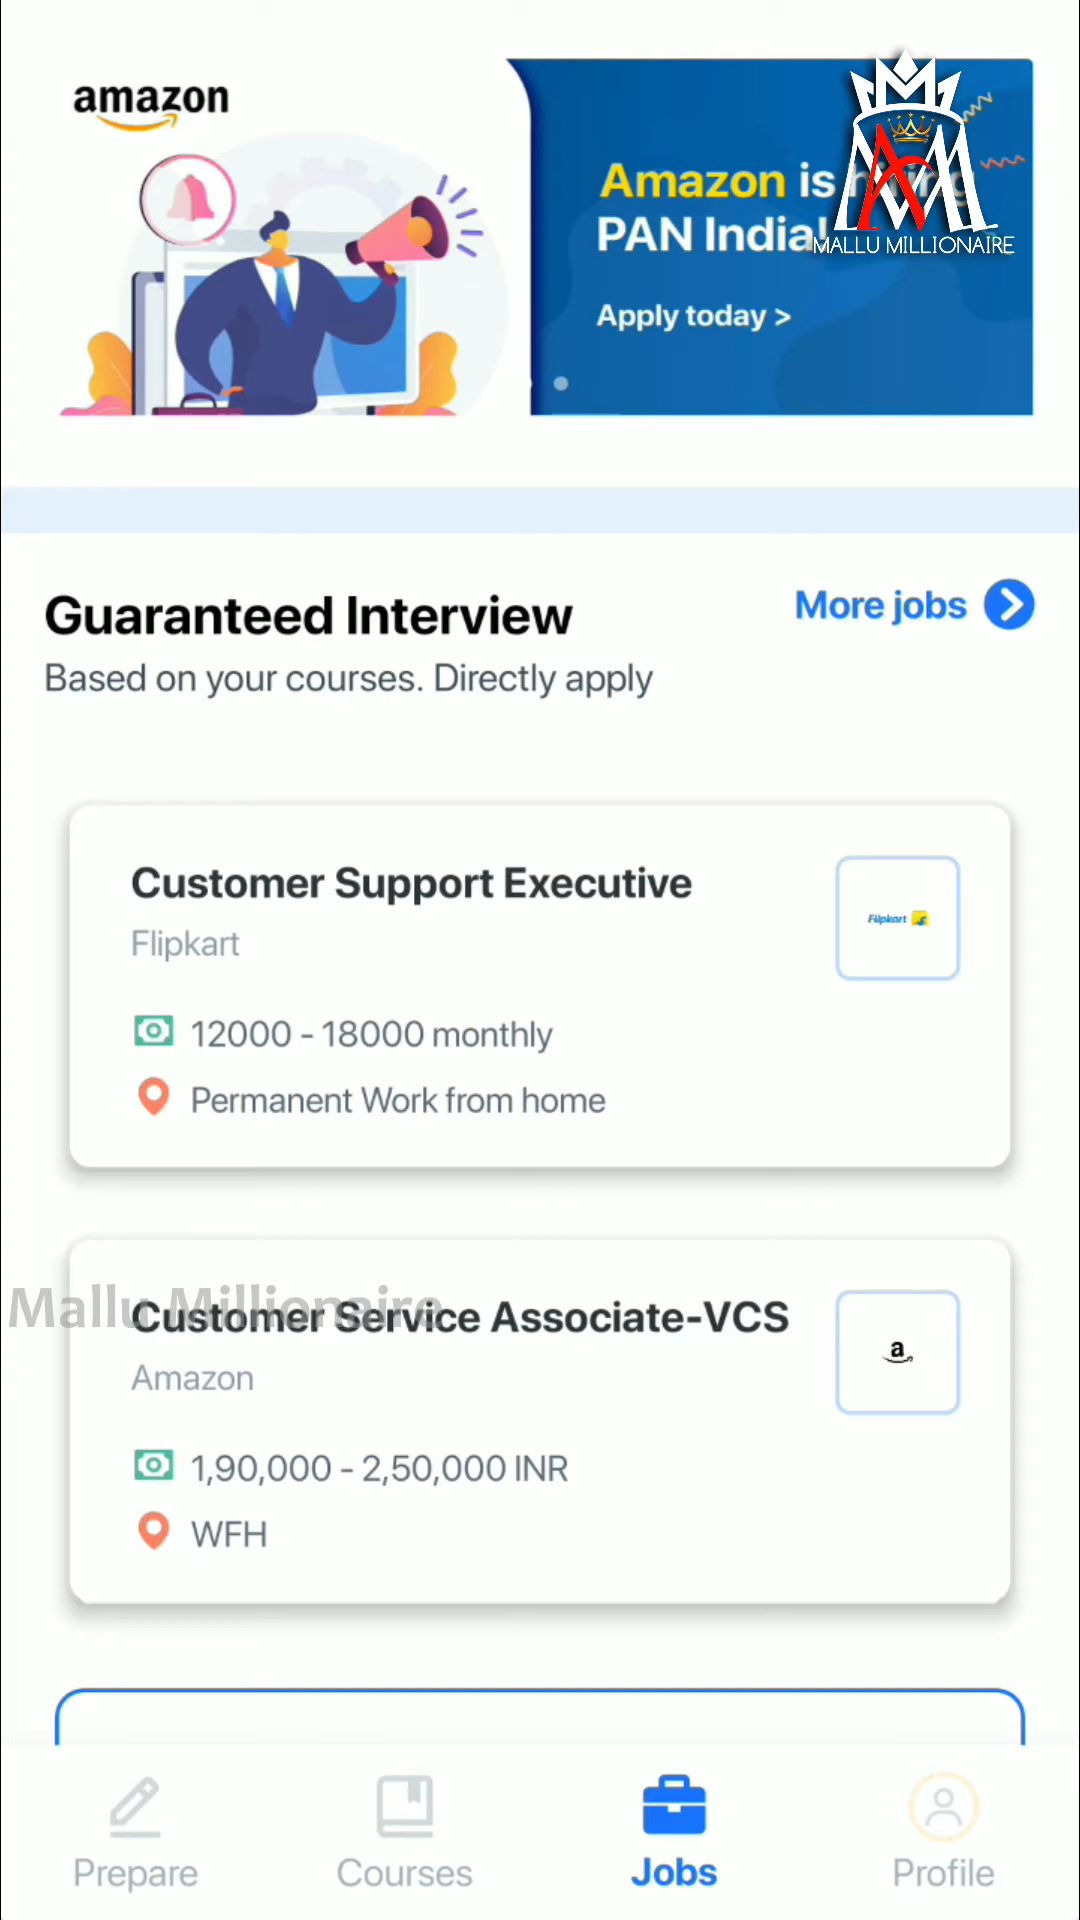 amazon
Amazon is hiring
PAN India!
MALLU MILLIONAIRE
Apply today >
Guaranteed Interview
More jobs
Based on your courses. Directly apply
Customer Support Executive
Flipkart
Flipkart
12000 - 18000 monthly
Permanent Work from home
Mallu Millionaire
Customer Service Associate-VCS
a
Amazon
1,90,000 - 2,50,000 INR
WFH
Prepare
Courses
Jobs
Profile